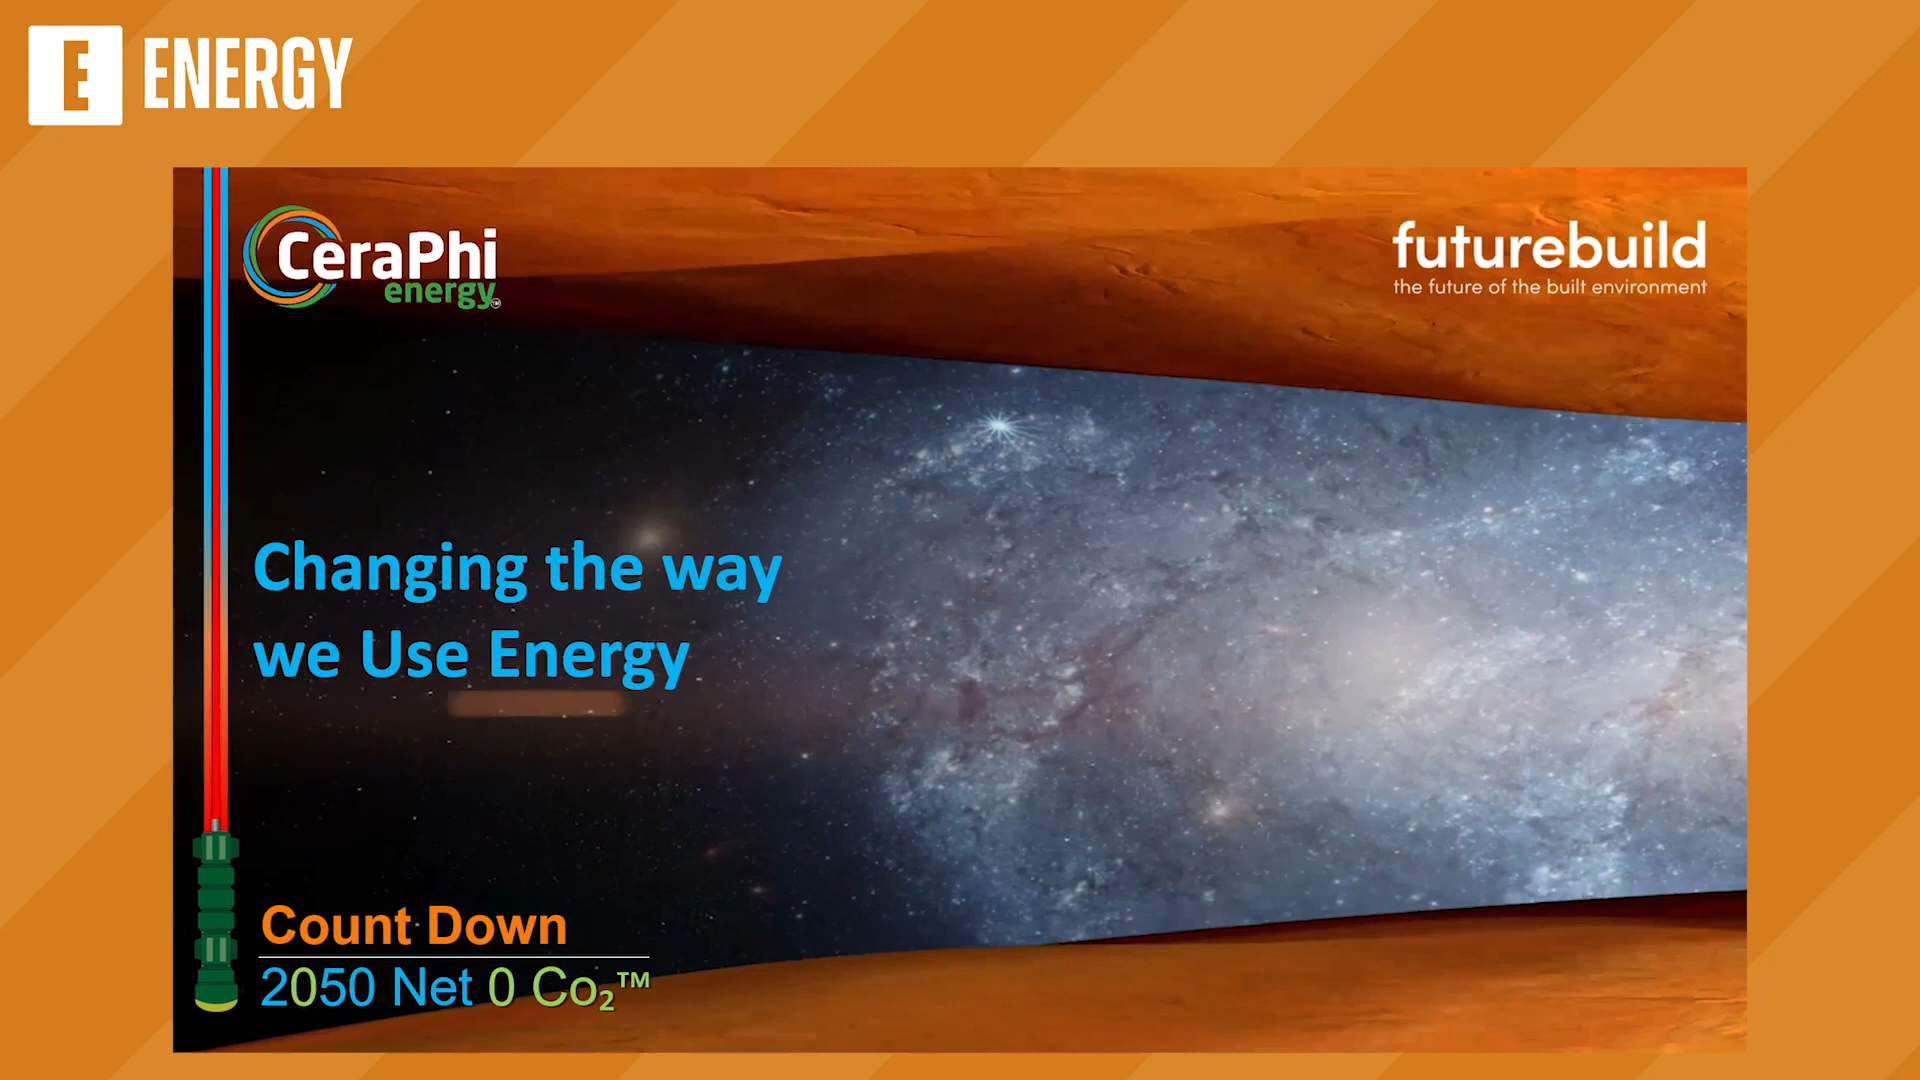 E ENERGY
CeraPhi
energy™
futurebuild
the future of the built environment
Changing the way
we Use Energy
Count Down
2050 Net 0 Co₂™